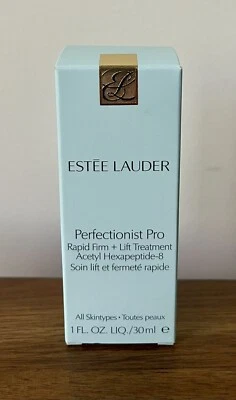 ESTĒE LAUDER
Perfectionist Pro
Rapid Firm + Lift Treatment
Acetyl Hexapeptide-8
Soin lift et fermeté rapide
All Skintypes • Toutes peaux
1 FL. OZ. LIQ./30ml e